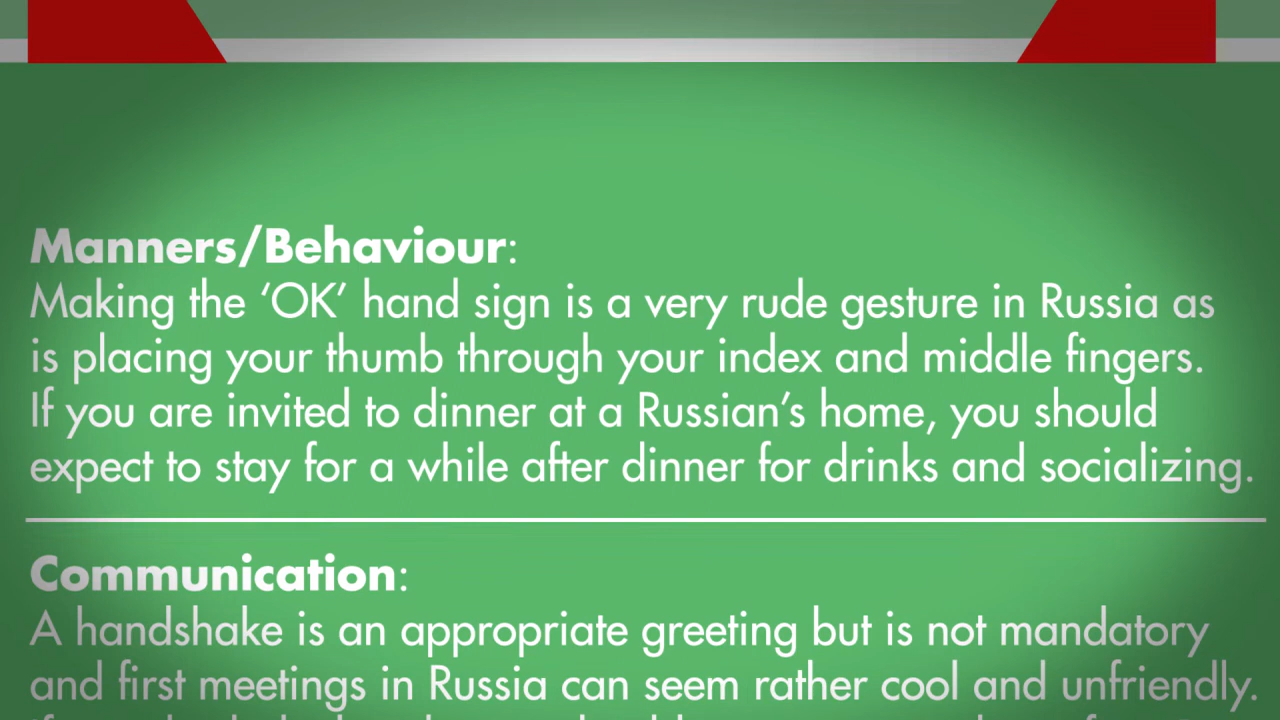 Manners/Behaviour:
Making the ‘OK’ hand sign is a very rude gesture in Russia as
is placing your thumb through your index and middle fingers.
If you are invited to dinner at a Russian’s home, you should
expect to stay for a while after dinner for drinks and socializing.
Communication:
A handshake is an appropriate greeting but is not mandatory
and first meetings in Russia can seem rather cool and unfriendly.